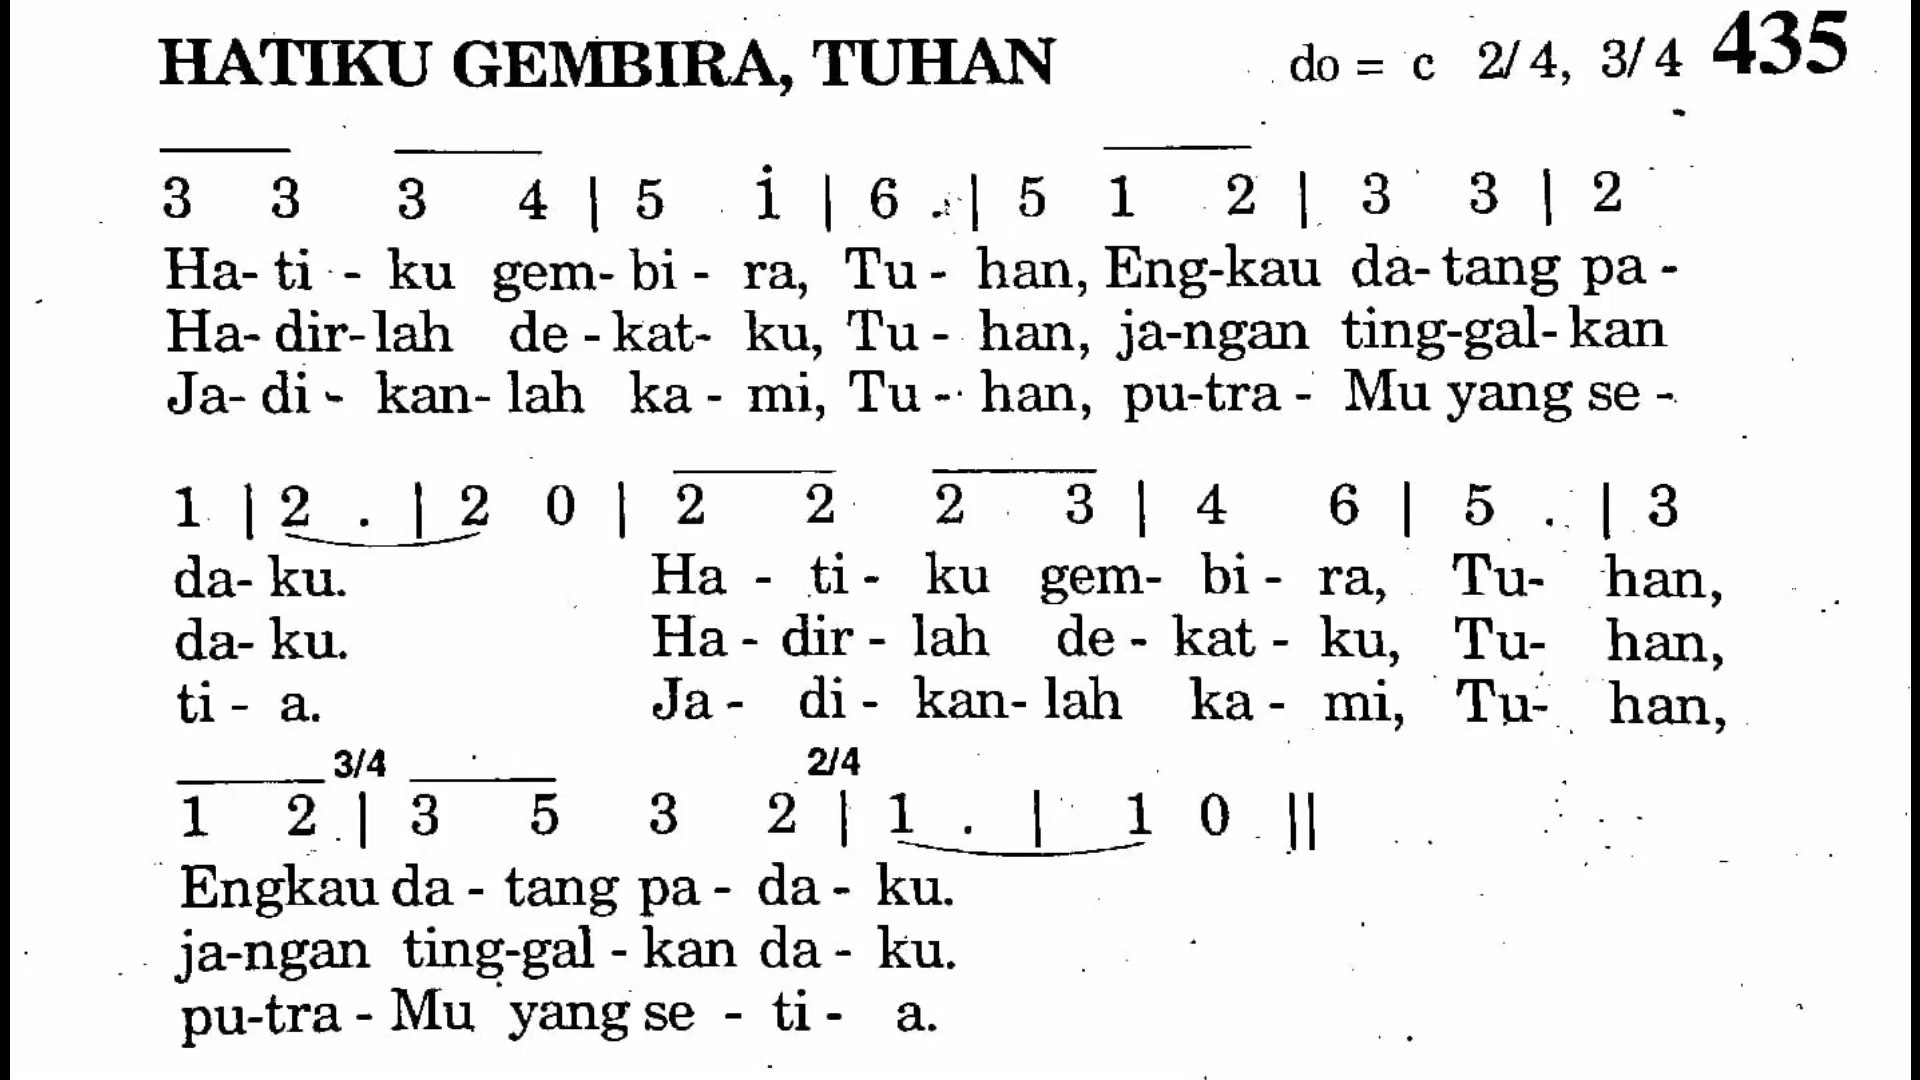 HATIKU GEMBIRA, TUHAN do = c 2/4, 3/4 435
3 3 3 4 | 5 i | 6 . | 5 1 2 | 3 3 | 2
Ha- ti - ku gem- bi - ra, Tu - han, Eng-kau da- tang pa -
Ha- dir- lah de - kat- ku, Tu - han, ja-ngan ting-gal- kan
Ja- di - kan- lah ka - mi, Tu - han, pu-tra - Mu yang se -
1 | 2 . | 2 0 | 2 2 2 3 | 4 6 | 5 . | 3
da- ku. Ha - ti - ku gem- bi - ra, Tu- han,
da- ku. Ha - dir - lah de - kat - ku, Tu- han,
ti - a. Ja - di - kan- lah ka - mi, Tu- han,
3/4 2/4
1 2 | 3 5 3 2 | 1 . | 1 0 ||
Engkau da - tang pa - da - ku.
ja-ngan ting-gal - kan da - ku.
pu-tra - Mu yang se - ti - a.